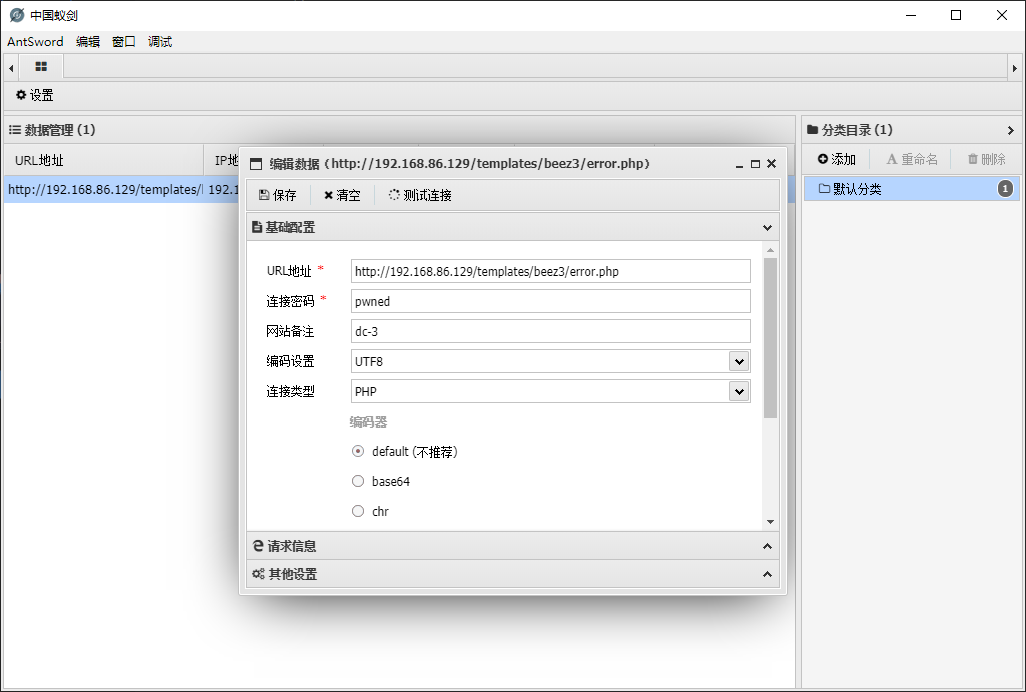 中国蚁剑
AntSword 编辑 窗口 调试
设置
数据管理 (1)
分类目录 (1)
URL地址 IP地
添加 重命名 删除
http://192.168.86.129/templates/ 192.1
默认分类 1
编辑数据 (http://192.168.86.129/templates/beez3/error.php)
保存 清空 测试连接
基础配置
URL地址 * http://192.168.86.129/templates/beez3/error.php
连接密码 * pwned
网站备注 dc-3
编码设置 UTF8
连接类型 PHP
编码器
default (不推荐)
base64
chr
请求信息
其他设置